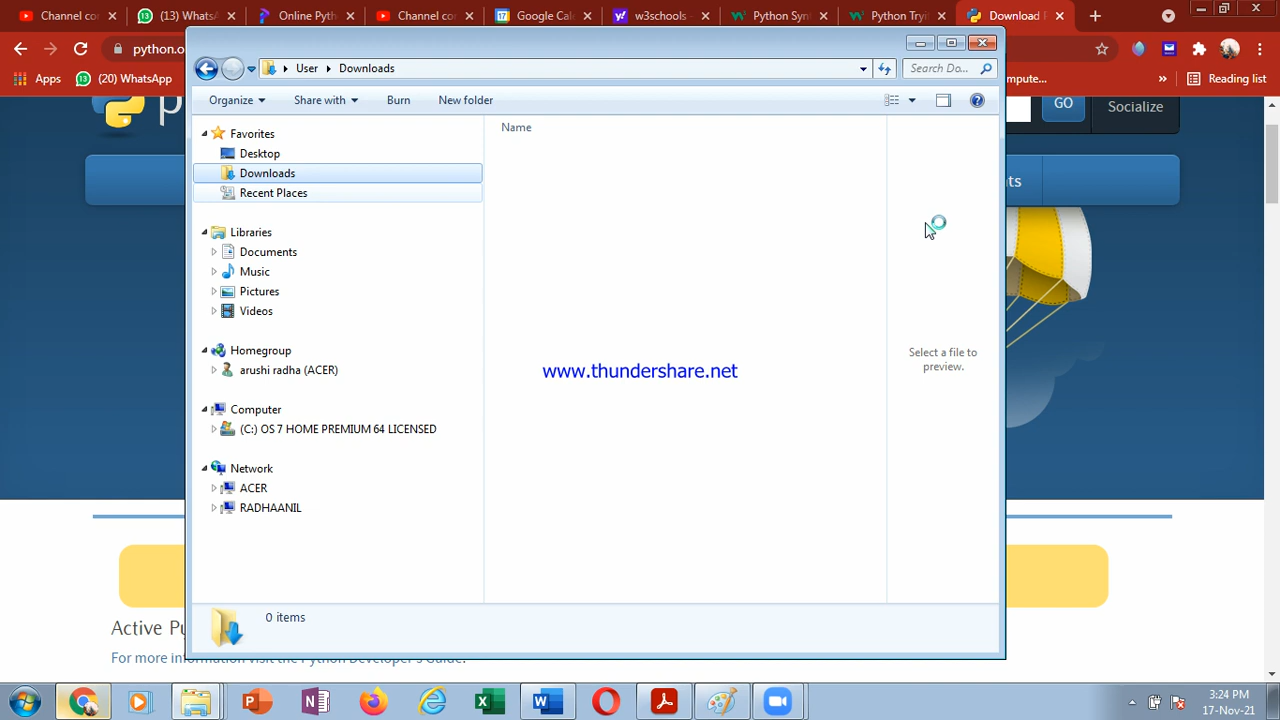 Channel co
(13) Whats
Online Pyth
Channel con
Google Cal
w3schools -
Python Syn
Python Tryi
Download P
python.o
Apps
(20) WhatsApp
mpute...
»
Reading list
GO
Socialize
ts
User
Downloads
Search Do...
Organize
Share with
Burn
New folder
Favorites
Desktop
Downloads
Recent Places
Libraries
Documents
Music
Pictures
Videos
Homegroup
arushi radha (ACER)
Computer
(C:) OS 7 HOME PREMIUM 64 LICENSED
Network
ACER
RADHAANIL
Name
Select a file to
preview.
www.thundershare.net
0 items
Active Py
For more information visit the Python Developer's Guide.
3:24 PM
17-Nov-21